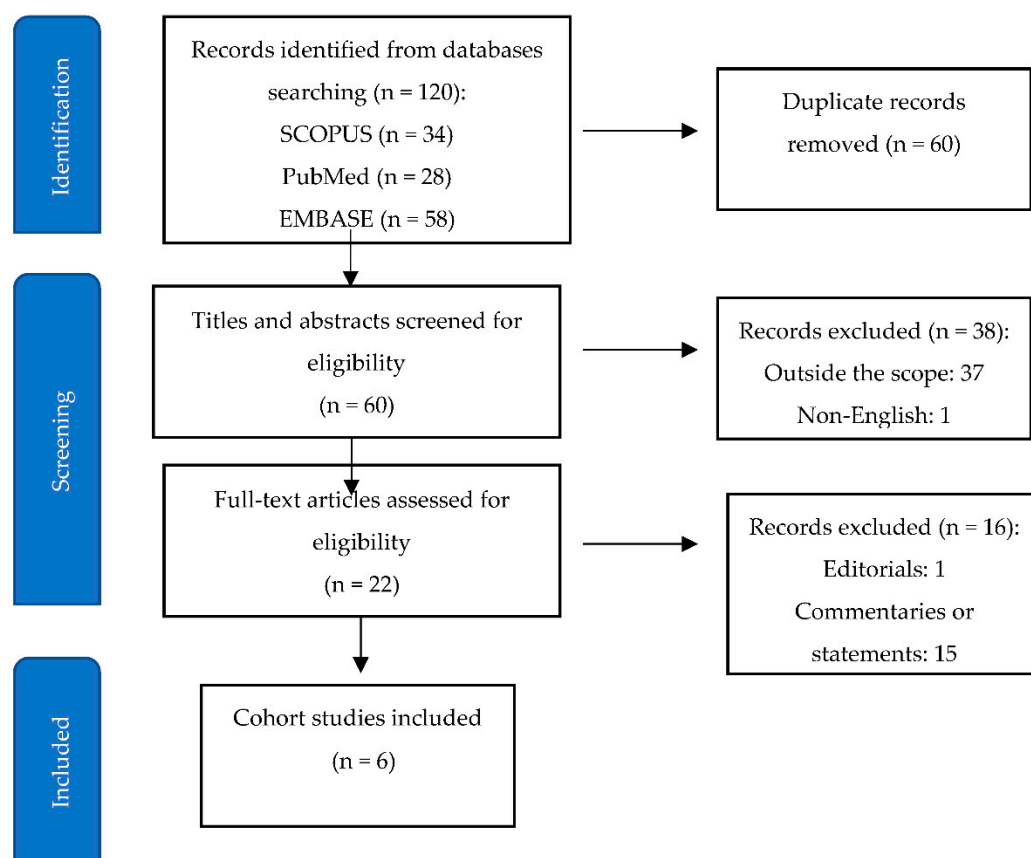 Identification
Records identified from databases
searching (n = 120):
SCOPUS (n = 34)
PubMed (n = 28)
EMBASE (n = 58)
Duplicate records
removed (n = 60)
Screening
Titles and abstracts screened for
eligibility
(n = 60)
Records excluded (n = 38):
Outside the scope: 37
Non-English: 1
Full-text articles assessed for
eligibility
(n = 22)
Records excluded (n = 16):
Editorials: 1
Commentaries or
statements: 15
Included
Cohort studies included
(n = 6)